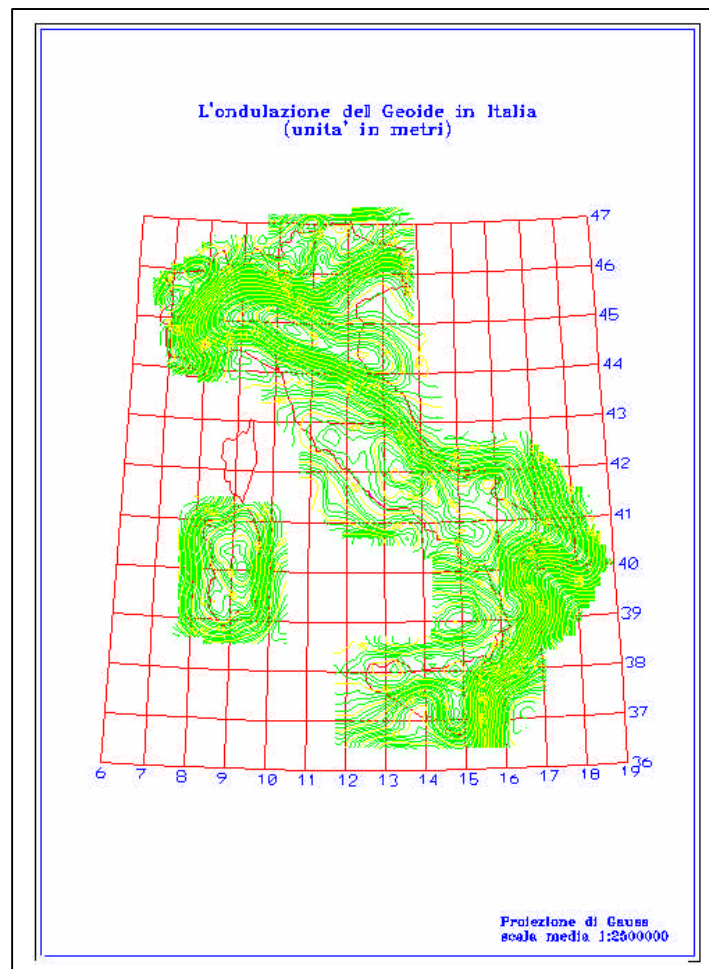 L'ondulazione dell Geoide in Italia
(unita' in metri)
47
46
45
44
43
42
41
40
39
38
37
36
6 7 8 9 10 11 12 13 14 15 16 17 18 19
Proiezione di Gauss
scala media 1:2500000